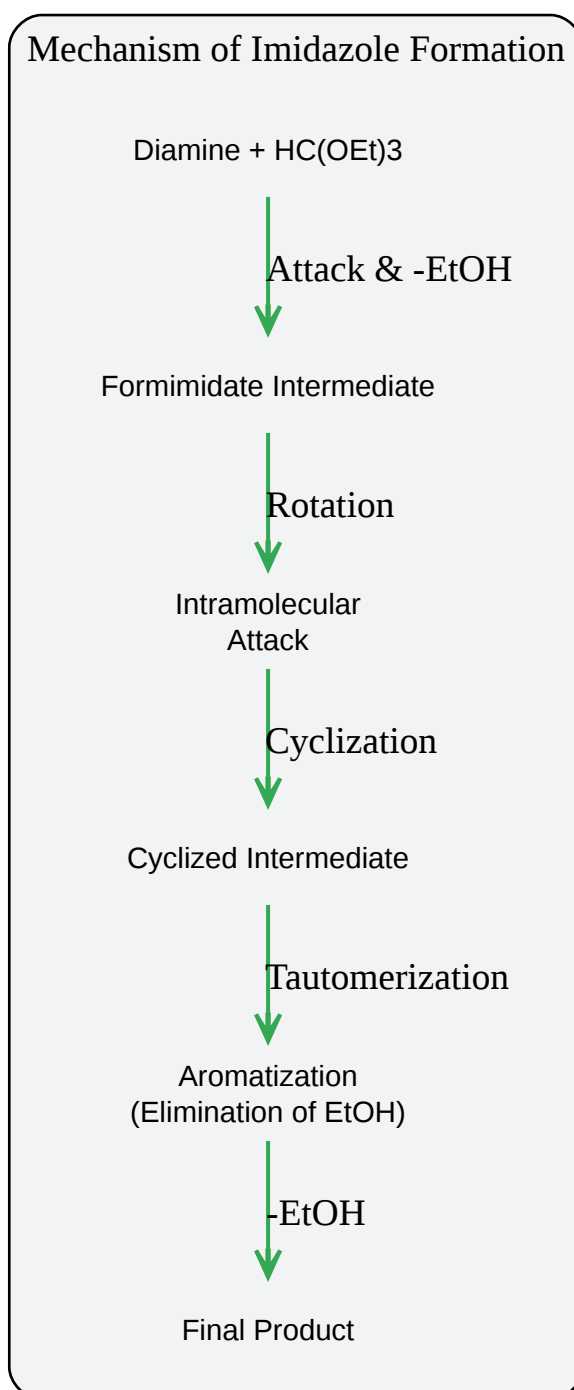 Mechanism of Imidazole Formation
Diamine + HC(OEt)3
Attack & -EtOH
Formimidate Intermediate
Rotation
Intramolecular
Attack
Cyclization
Cyclized Intermediate
Tautomerization
Aromatization
(Elimination of EtOH)
-EtOH
Final Product